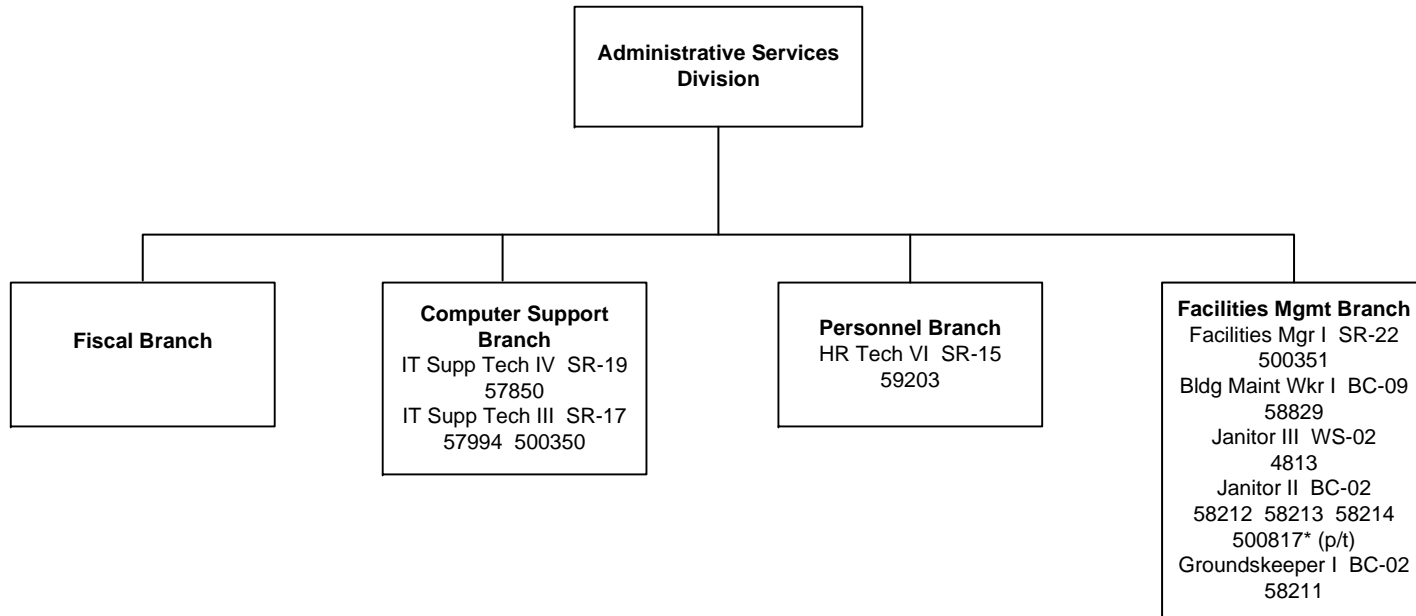 Administrative Services
Division
Fiscal Branch
Computer Support
Branch
IT Supp Tech IV SR-19
57850
IT Supp Tech III SR-17
57994 500350
Personnel Branch
HR Tech VI SR-15
59203
Facilities Mgmt Branch
Facilities Mgr I SR-22
500351
Bldg Maint Wkr I BC-09
58829
Janitor III WS-02
4813
Janitor II BC-02
58212 58213 58214
500817* (p/t)
Groundskeeper I BC-02
58211